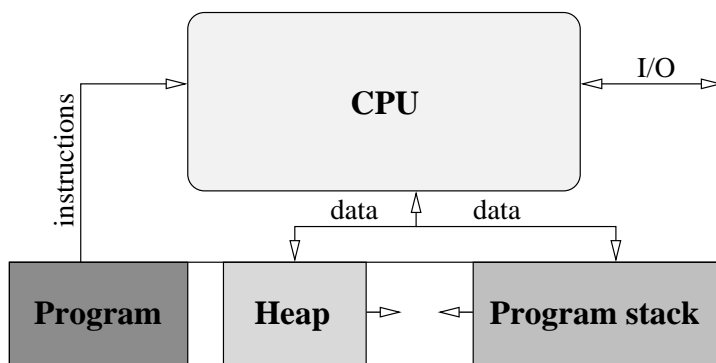 CPU
I/O
instructions
data
data
Program
Heap
Program stack